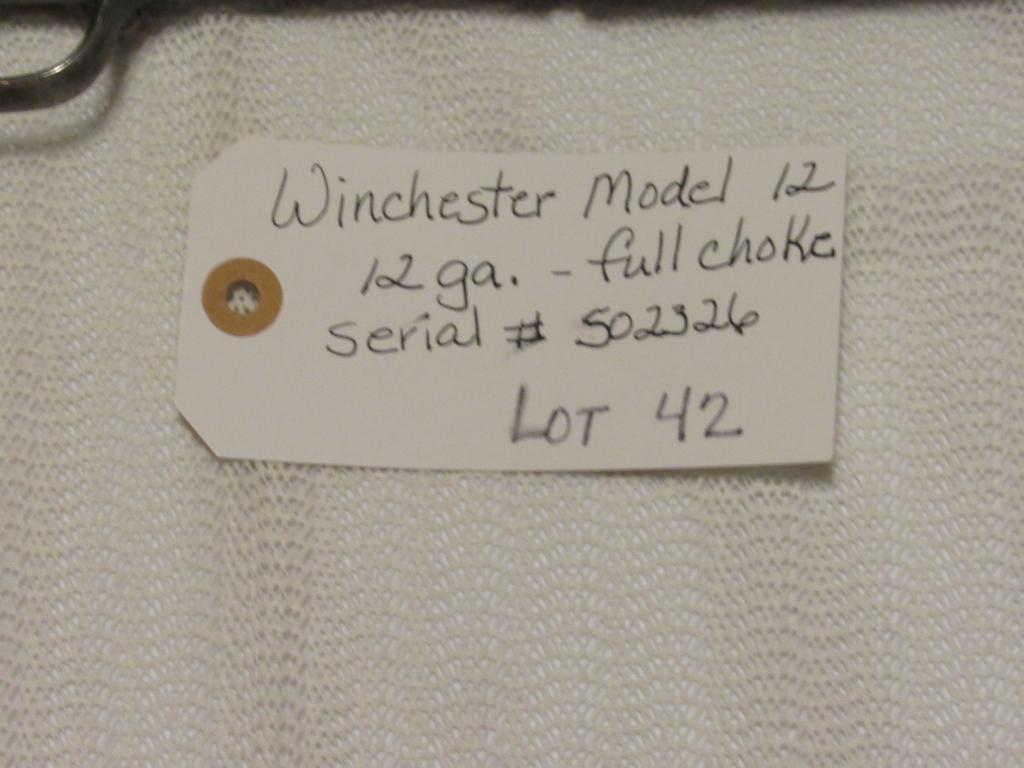 Winchester Model 12
12 ga. - full choke
serial # 502326
LOT 42